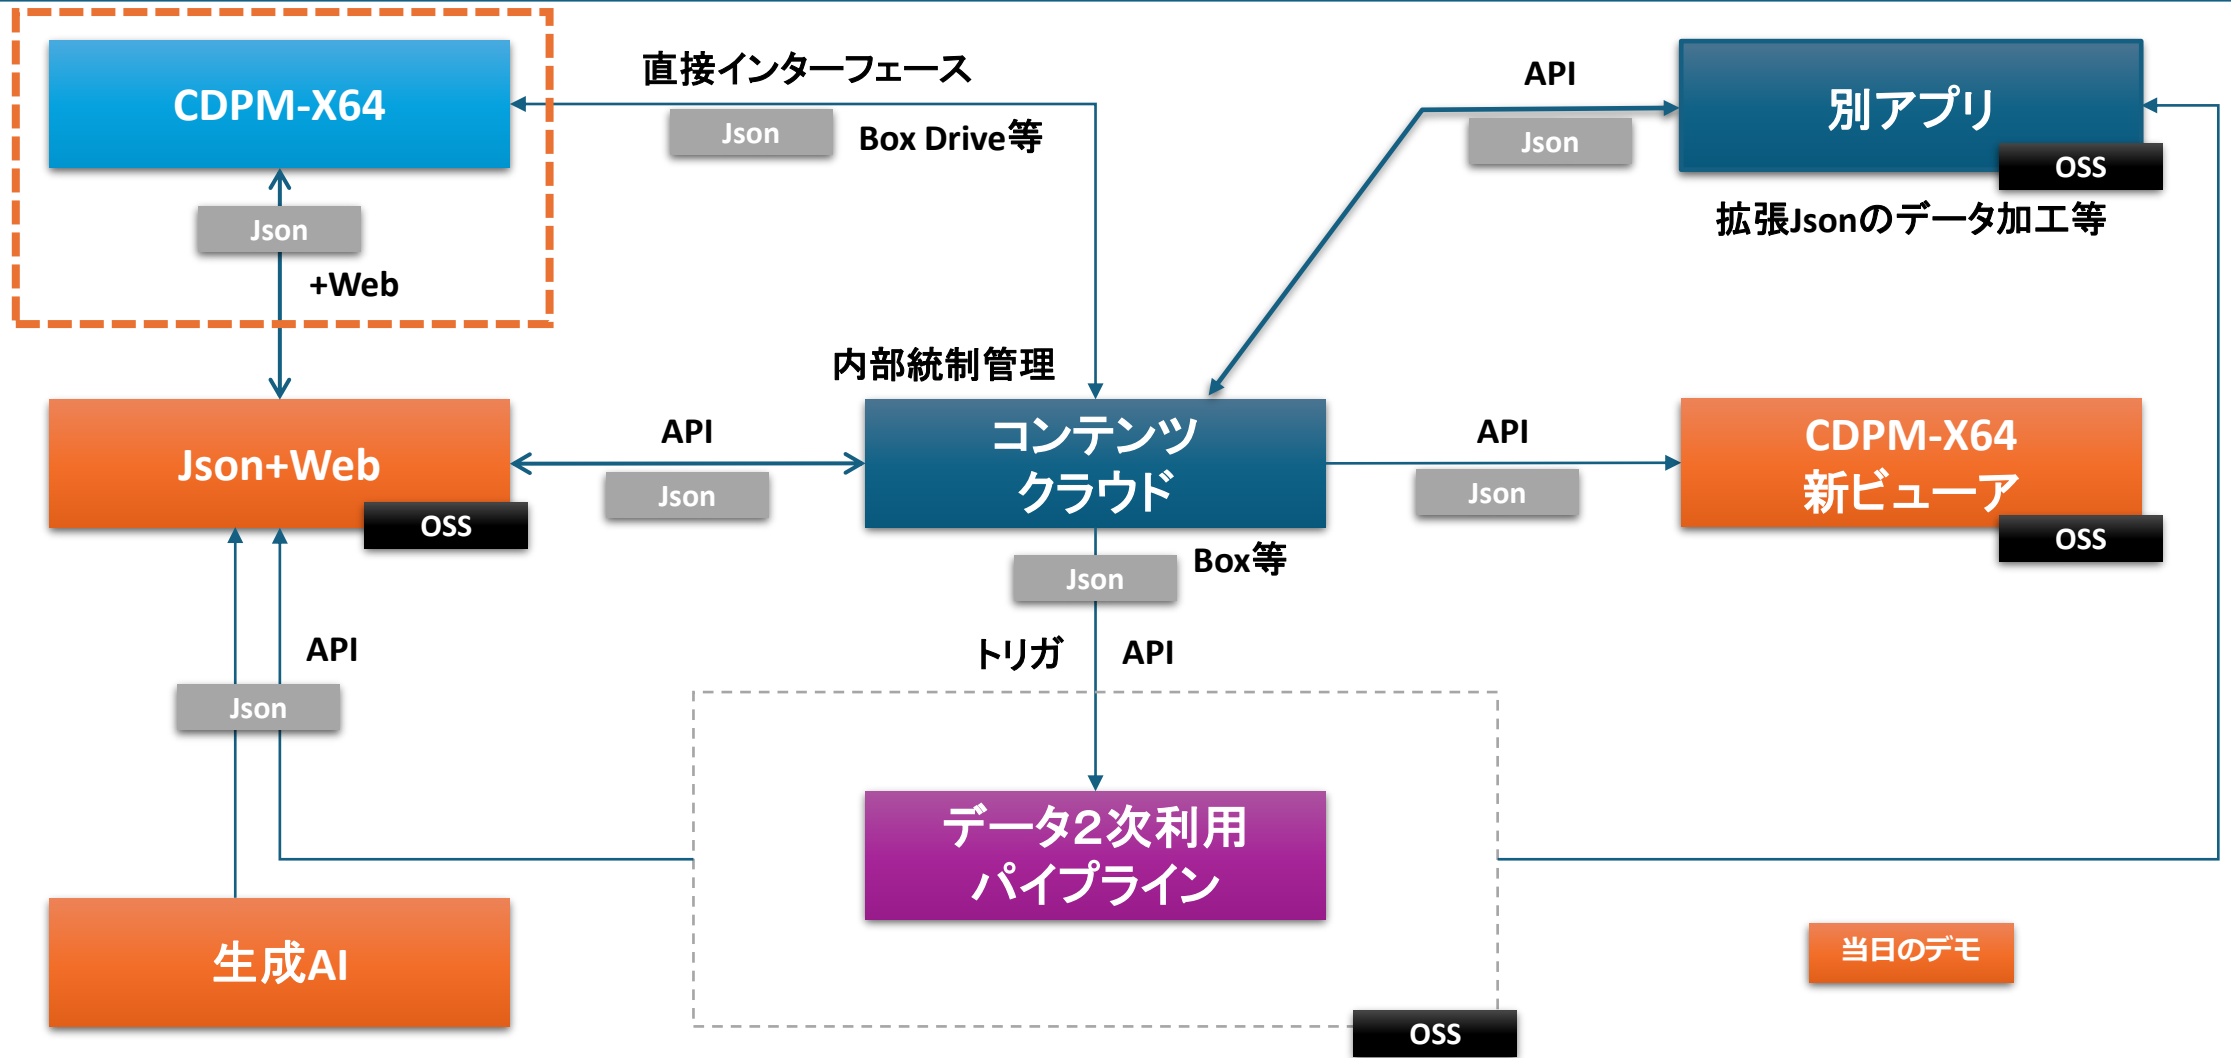 CDPM-X64
直接インターフェース
Json
Box Drive等
API
Json
別アプリ
OSS
拡張Jsonのデータ加工等
Json
+Web
内部統制管理
Json+Web
OSS
API
Json
コンテンツ
クラウド
Box等
API
Json
CDPM-X64
新ビューア
OSS
Json
トリガ
API
API
Json
データ２次利用
パイプライン
OSS
生成AI
当日のデモ